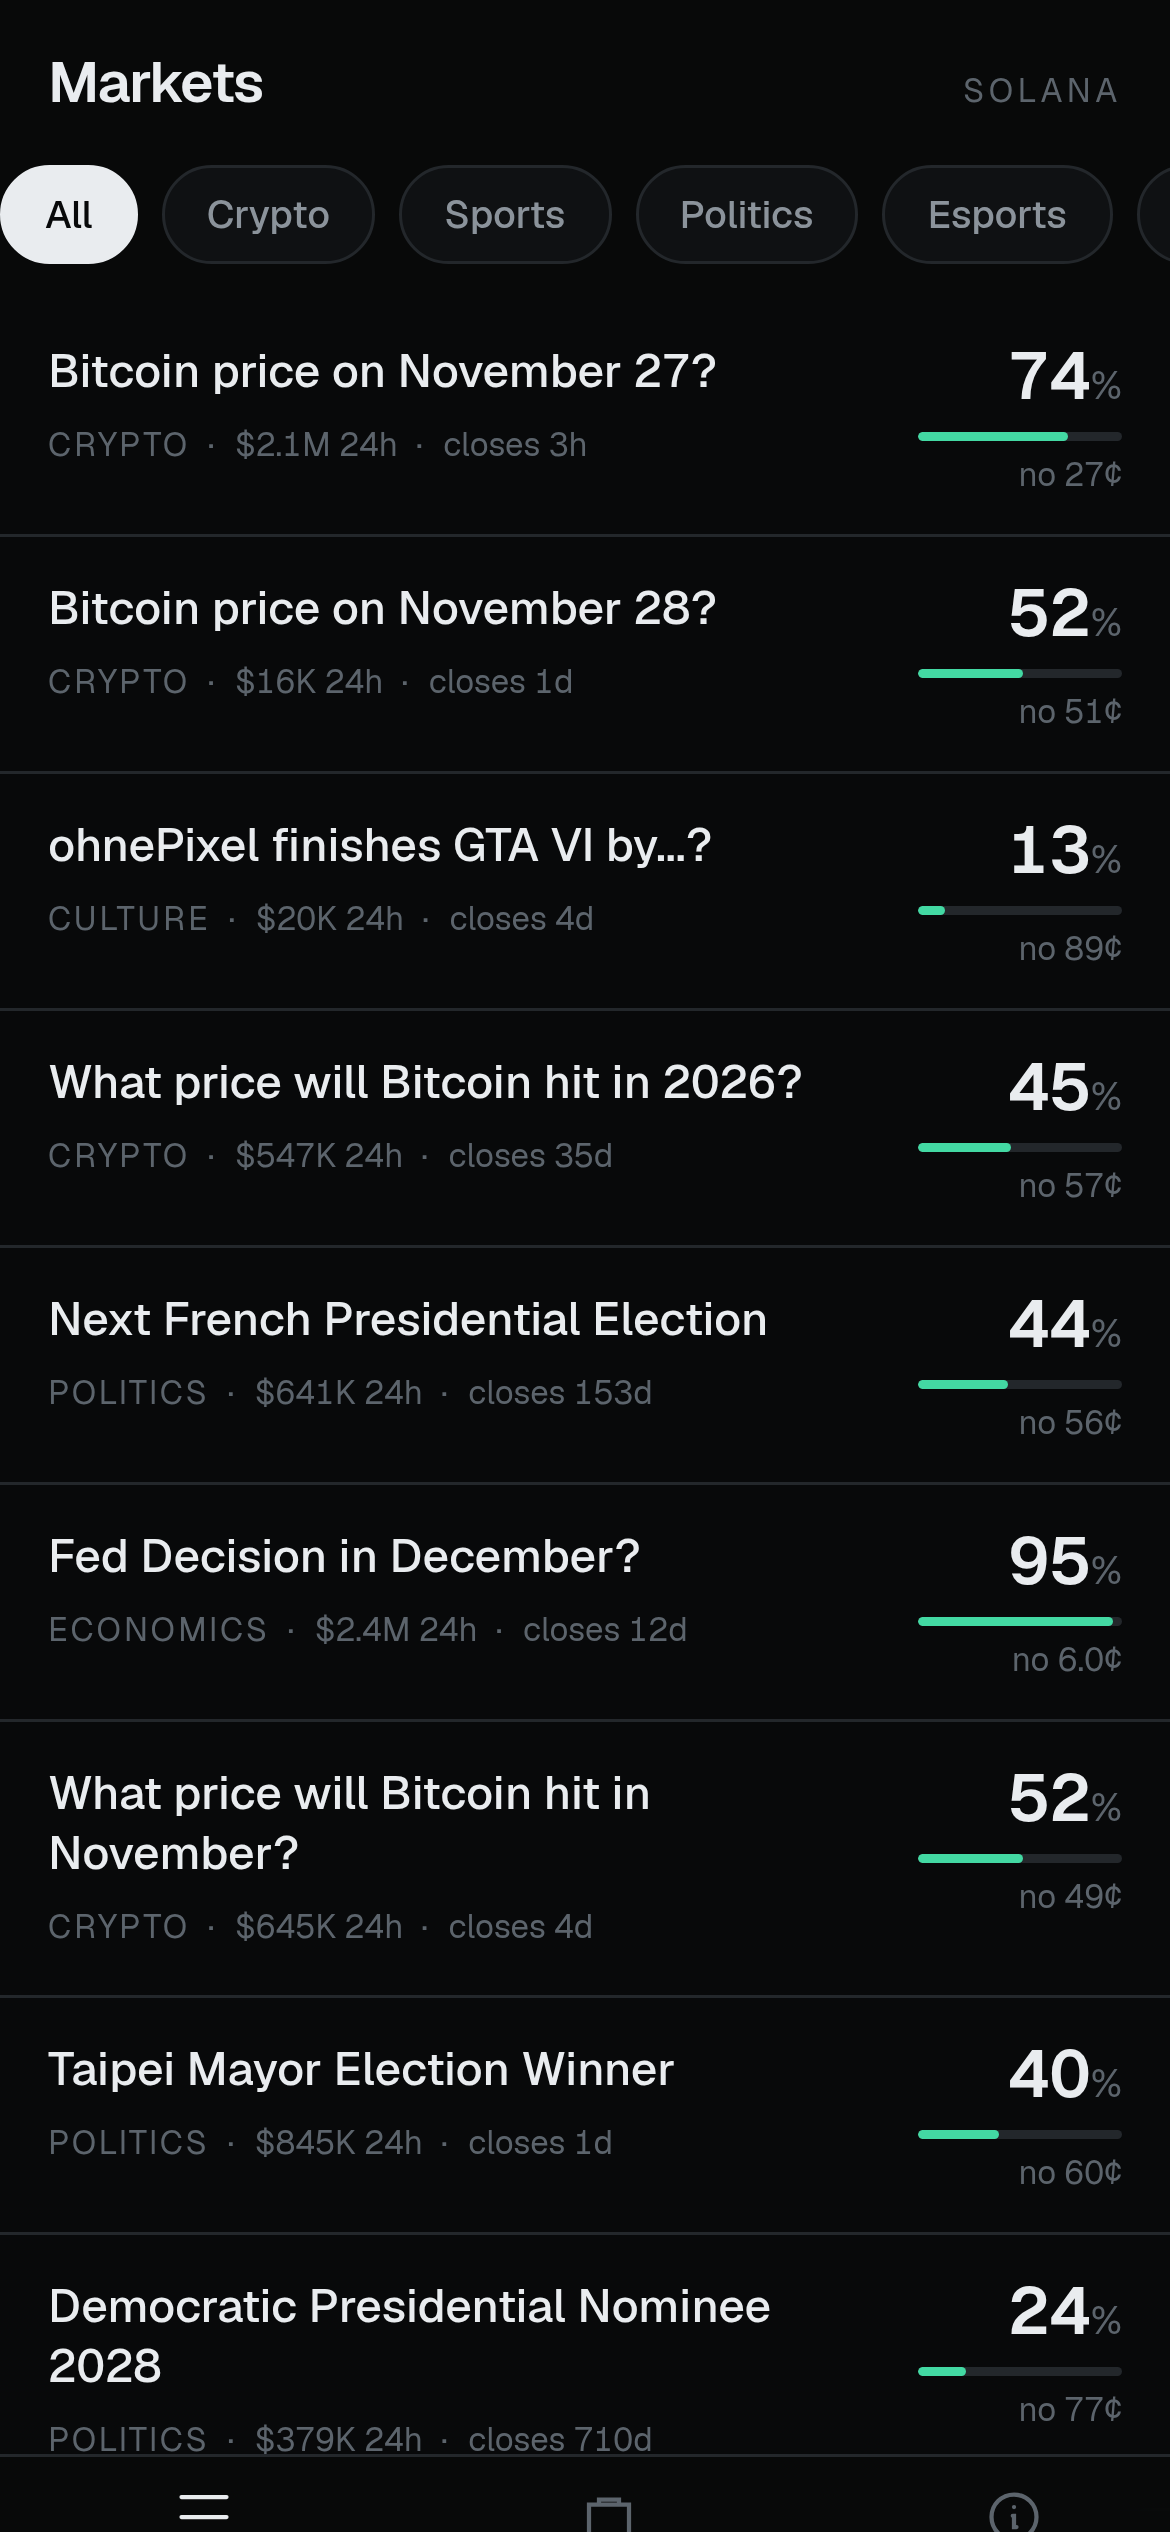 Markets
SOLANA
All
Crypto
Sports
Politics
Esports
Bitcoin price on November 27?
74%
CRYPTO · $2.1M 24h · closes 3h
no 27¢
Bitcoin price on November 28?
52%
CRYPTO · $16K 24h · closes 1d
no 51¢
ohnePixel finishes GTA VI by...?
13%
CULTURE · $20K 24h · closes 4d
no 89¢
What price will Bitcoin hit in 2026?
45%
CRYPTO · $547K 24h · closes 35d
no 57¢
Next French Presidential Election
44%
POLITICS · $641K 24h · closes 153d
no 56¢
Fed Decision in December?
95%
ECONOMICS · $2.4M 24h · closes 12d
no 6.0¢
What price will Bitcoin hit in
November?
52%
CRYPTO · $645K 24h · closes 4d
no 49¢
Taipei Mayor Election Winner
40%
POLITICS · $845K 24h · closes 1d
no 60¢
Democratic Presidential Nominee
2028
24%
POLITICS · $379K 24h · closes 710d
no 77¢